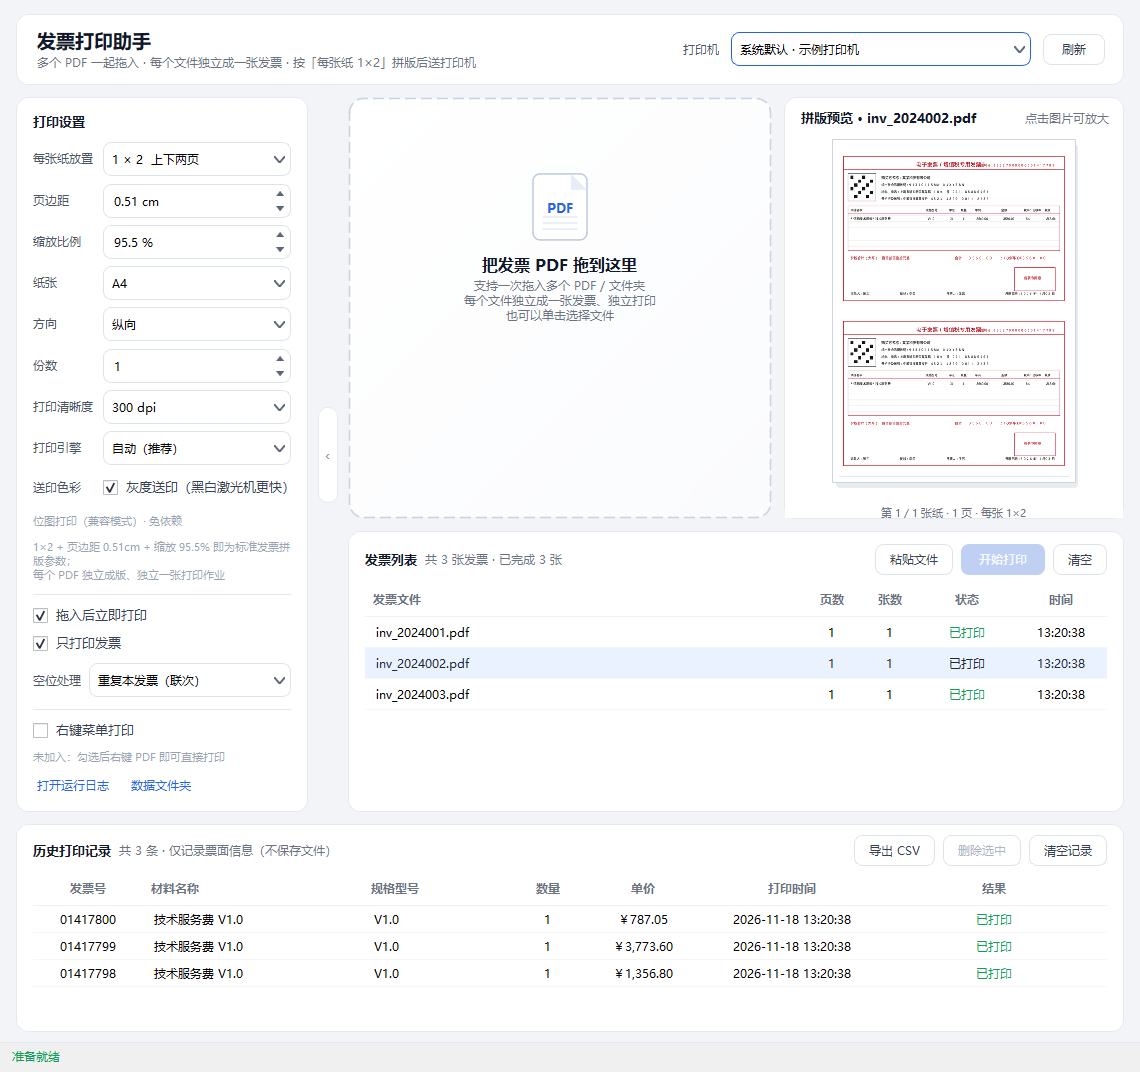 发票打印助手
多个 PDF 一起拖入 · 每个文件独立成一张发票 · 按「每张纸 1×2」拼版后送打印机
打印机
系统默认 · 示例打印机
刷新
打印设置
每张纸放置
1 × 2 上下两页
页边距
0.51 cm
缩放比例
95.5 %
纸张
A4
方向
纵向
份数
1
打印清晰度
300 dpi
打印引擎
自动（推荐）
送印色彩
灰度送印（黑白激光机更快）
位图打印（兼容模式）· 免依赖
1×2 + 页边距 0.51cm + 缩放 95.5% 即为标准发票拼
版参数；
每个 PDF 独立成版、独立一张打印作业
拖入后立即打印
只打印发票
空位处理
重复本发票（联次）
右键菜单打印
未加入：勾选后右键 PDF 即可直接打印
打开运行日志
数据文件夹
‹
PDF
把发票 PDF 拖到这里
支持一次拖入多个 PDF / 文件夹
每个文件独立成一张发票、独立打印
也可以单击选择文件
拼版预览 • inv_2024002.pdf
点击图片可放大
第 1 / 1 张纸 · 1 页 · 每张 1×2
发票列表 共 3 张发票 · 已完成 3 张
粘贴文件
开始打印
清空
发票文件 页数 张数 状态 时间
inv_2024001.pdf 1 1 已打印 13:20:38
inv_2024002.pdf 1 1 已打印 13:20:38
inv_2024003.pdf 1 1 已打印 13:20:38
历史打印记录 共 3 条 · 仅记录票面信息（不保存文件）
导出 CSV
删除选中
清空记录
发票号 材料名称 规格型号 数量 单价 打印时间 结果
01417800 技术服务费 V1.0 V1.0 1 ¥787.05 2026-11-18 13:20:38 已打印
01417799 技术服务费 V1.0 V1.0 1 ¥3,773.60 2026-11-18 13:20:38 已打印
01417798 技术服务费 V1.0 V1.0 1 ¥1,356.80 2026-11-18 13:20:38 已打印
准备就绪